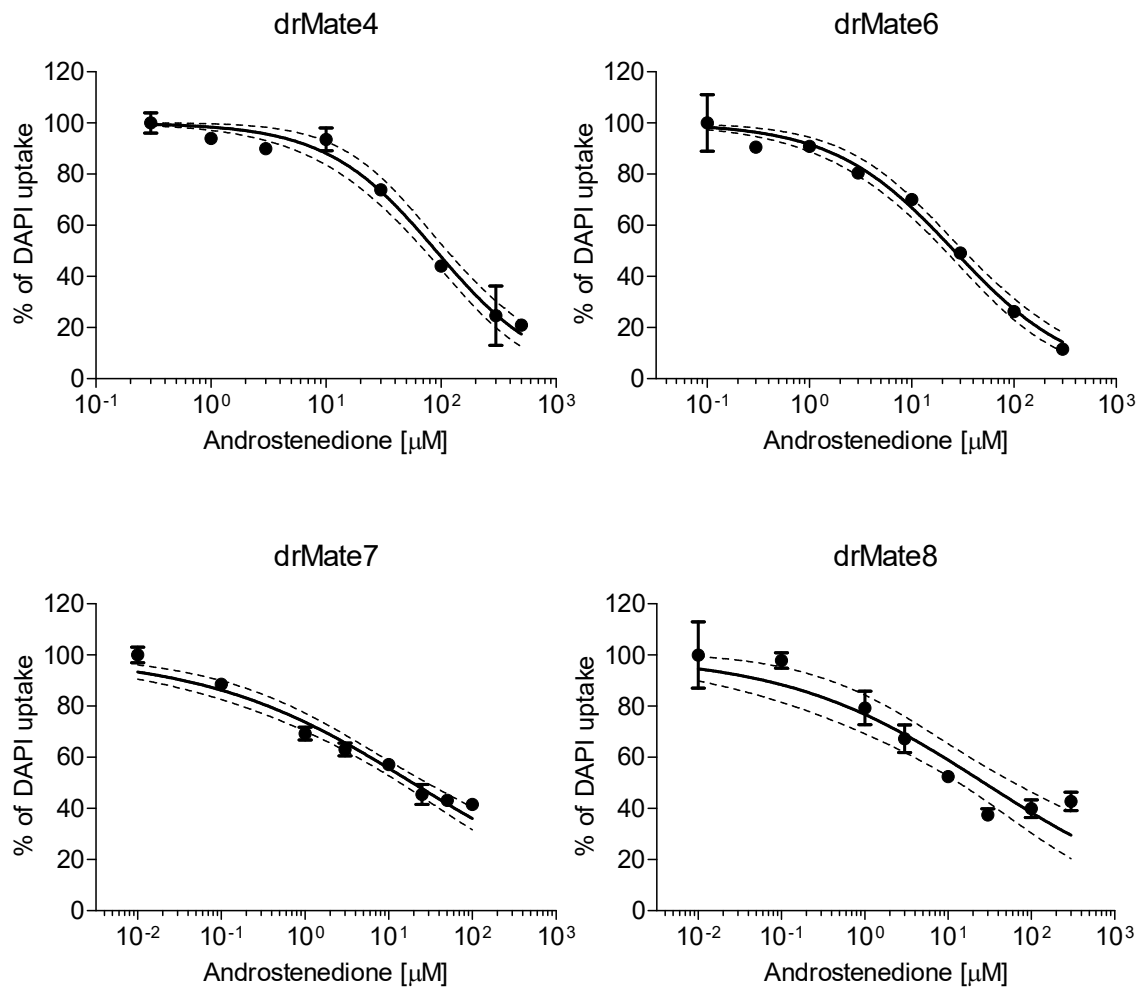 drMate4
120
100
80
60
40
20
0
% of DAPI uptake
10-1 100 101 102 103
Androstenedione [μM]
drMate6
120
100
80
60
40
20
0
% of DAPI uptake
10-1 100 101 102 103
Androstenedione [μM]
drMate7
120
100
80
60
40
20
0
% of DAPI uptake
10-2 10-1 100 101 102 103
Androstenedione [μM]
drMate8
120
100
80
60
40
20
0
% of DAPI uptake
10-2 10-1 100 101 102 103
Androstenedione [μM]